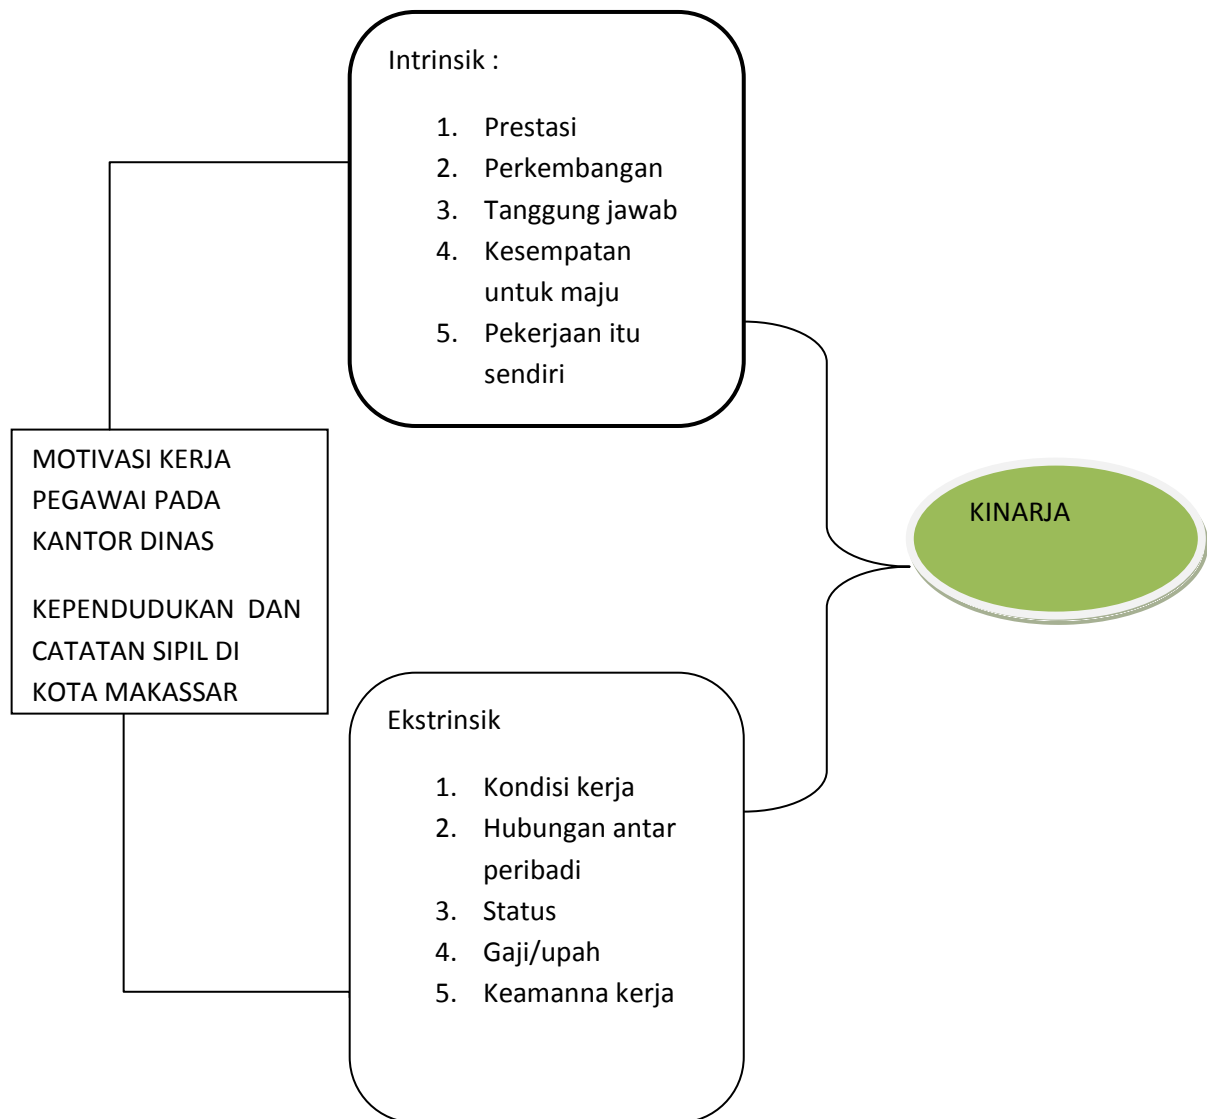 Intrinsik :
1. Prestasi
2. Perkembangan
3. Tanggung jawab
4. Kesempatan
untuk maju
5. Pekerjaan itu
sendiri
MOTIVASI KERJA
PEGAWAI PADA
KANTOR DINAS
KEPENDUDUKAN DAN
CATATAN SIPIL DI
KOTA MAKASSAR
KINARJA
Ekstrinsik
1. Kondisi kerja
2. Hubungan antar
peribadi
3. Status
4. Gaji/upah
5. Keamanna kerja